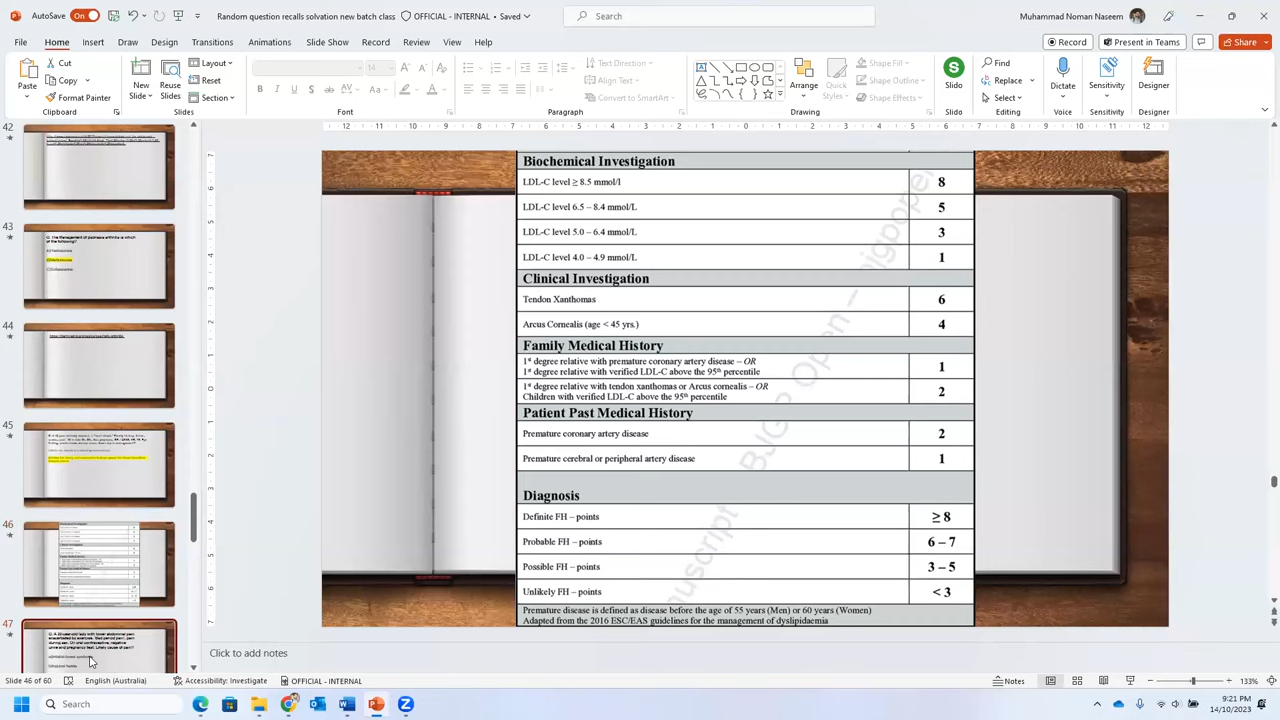 AutoSave On
Random question recalls solvation new batch class
OFFICIAL - INTERNAL • Saved
Search
Muhammad Noman Naseem
File Home Insert Draw Design Transitions Animations Slide Show Record Review View Help
Record
Present in Teams
Share
Paste
Cut
Copy
Format Painter
Clipboard
New Slide
Reuse Slides
Layout
Reset
Section
Slides
14
Font
Text Direction
Align Text
Convert to SmartArt
Paragraph
Arrange
Quick Styles
Shape Fill
Shape Outline
Shape Effects
Drawing
Find
Replace
Select
Editing
Dictate
Voice
Sensitivity
Sensitivity
Designer
Designer
Slido
Slido
42
43
44
45
46
47
Biochemical Investigation
LDL-C level ≥ 8.5 mmol/l 8
LDL-C level 6.5 – 8.4 mmol/L 5
LDL-C level 5.0 – 6.4 mmol/L 3
LDL-C level 4.0 – 4.9 mmol/L 1
Clinical Investigation
Tendon Xanthomas 6
Arcus Cornealis (age < 45 yrs.) 4
Family Medical History
1st degree relative with premature coronary artery disease – OR
1st degree relative with verified LDL-C above the 95th percentile 1
1st degree relative with tendon xanthomas or Arcus cornealis – OR
Children with verified LDL-C above the 95th percentile 2
Patient Past Medical History
Premature coronary artery disease 2
Premature cerebral or peripheral artery disease 1
Diagnosis
Definite FH – points ≥ 8
Probable FH – points 6 – 7
Possible FH – points 3 – 5
Unlikely FH – points < 3
Premature disease is defined as disease before the age of 55 years (Men) or 60 years (Women)
Adapted from the 2016 ESC/EAS guidelines for the management of dyslipidaemia
Click to add notes
Slide 46 of 60
English (Australia)
Accessibility: Investigate
OFFICIAL - INTERNAL
Notes
133%
Search
9:21 PM
14/10/2023